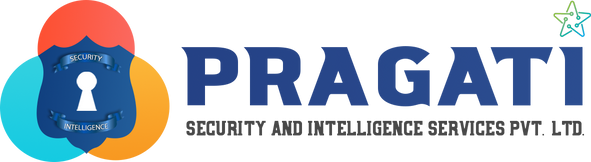 SECURITY
INTELLIGENCE
PRAGATI
SECURITY AND INTELLIGENCE SERVICES PVT. LTD.